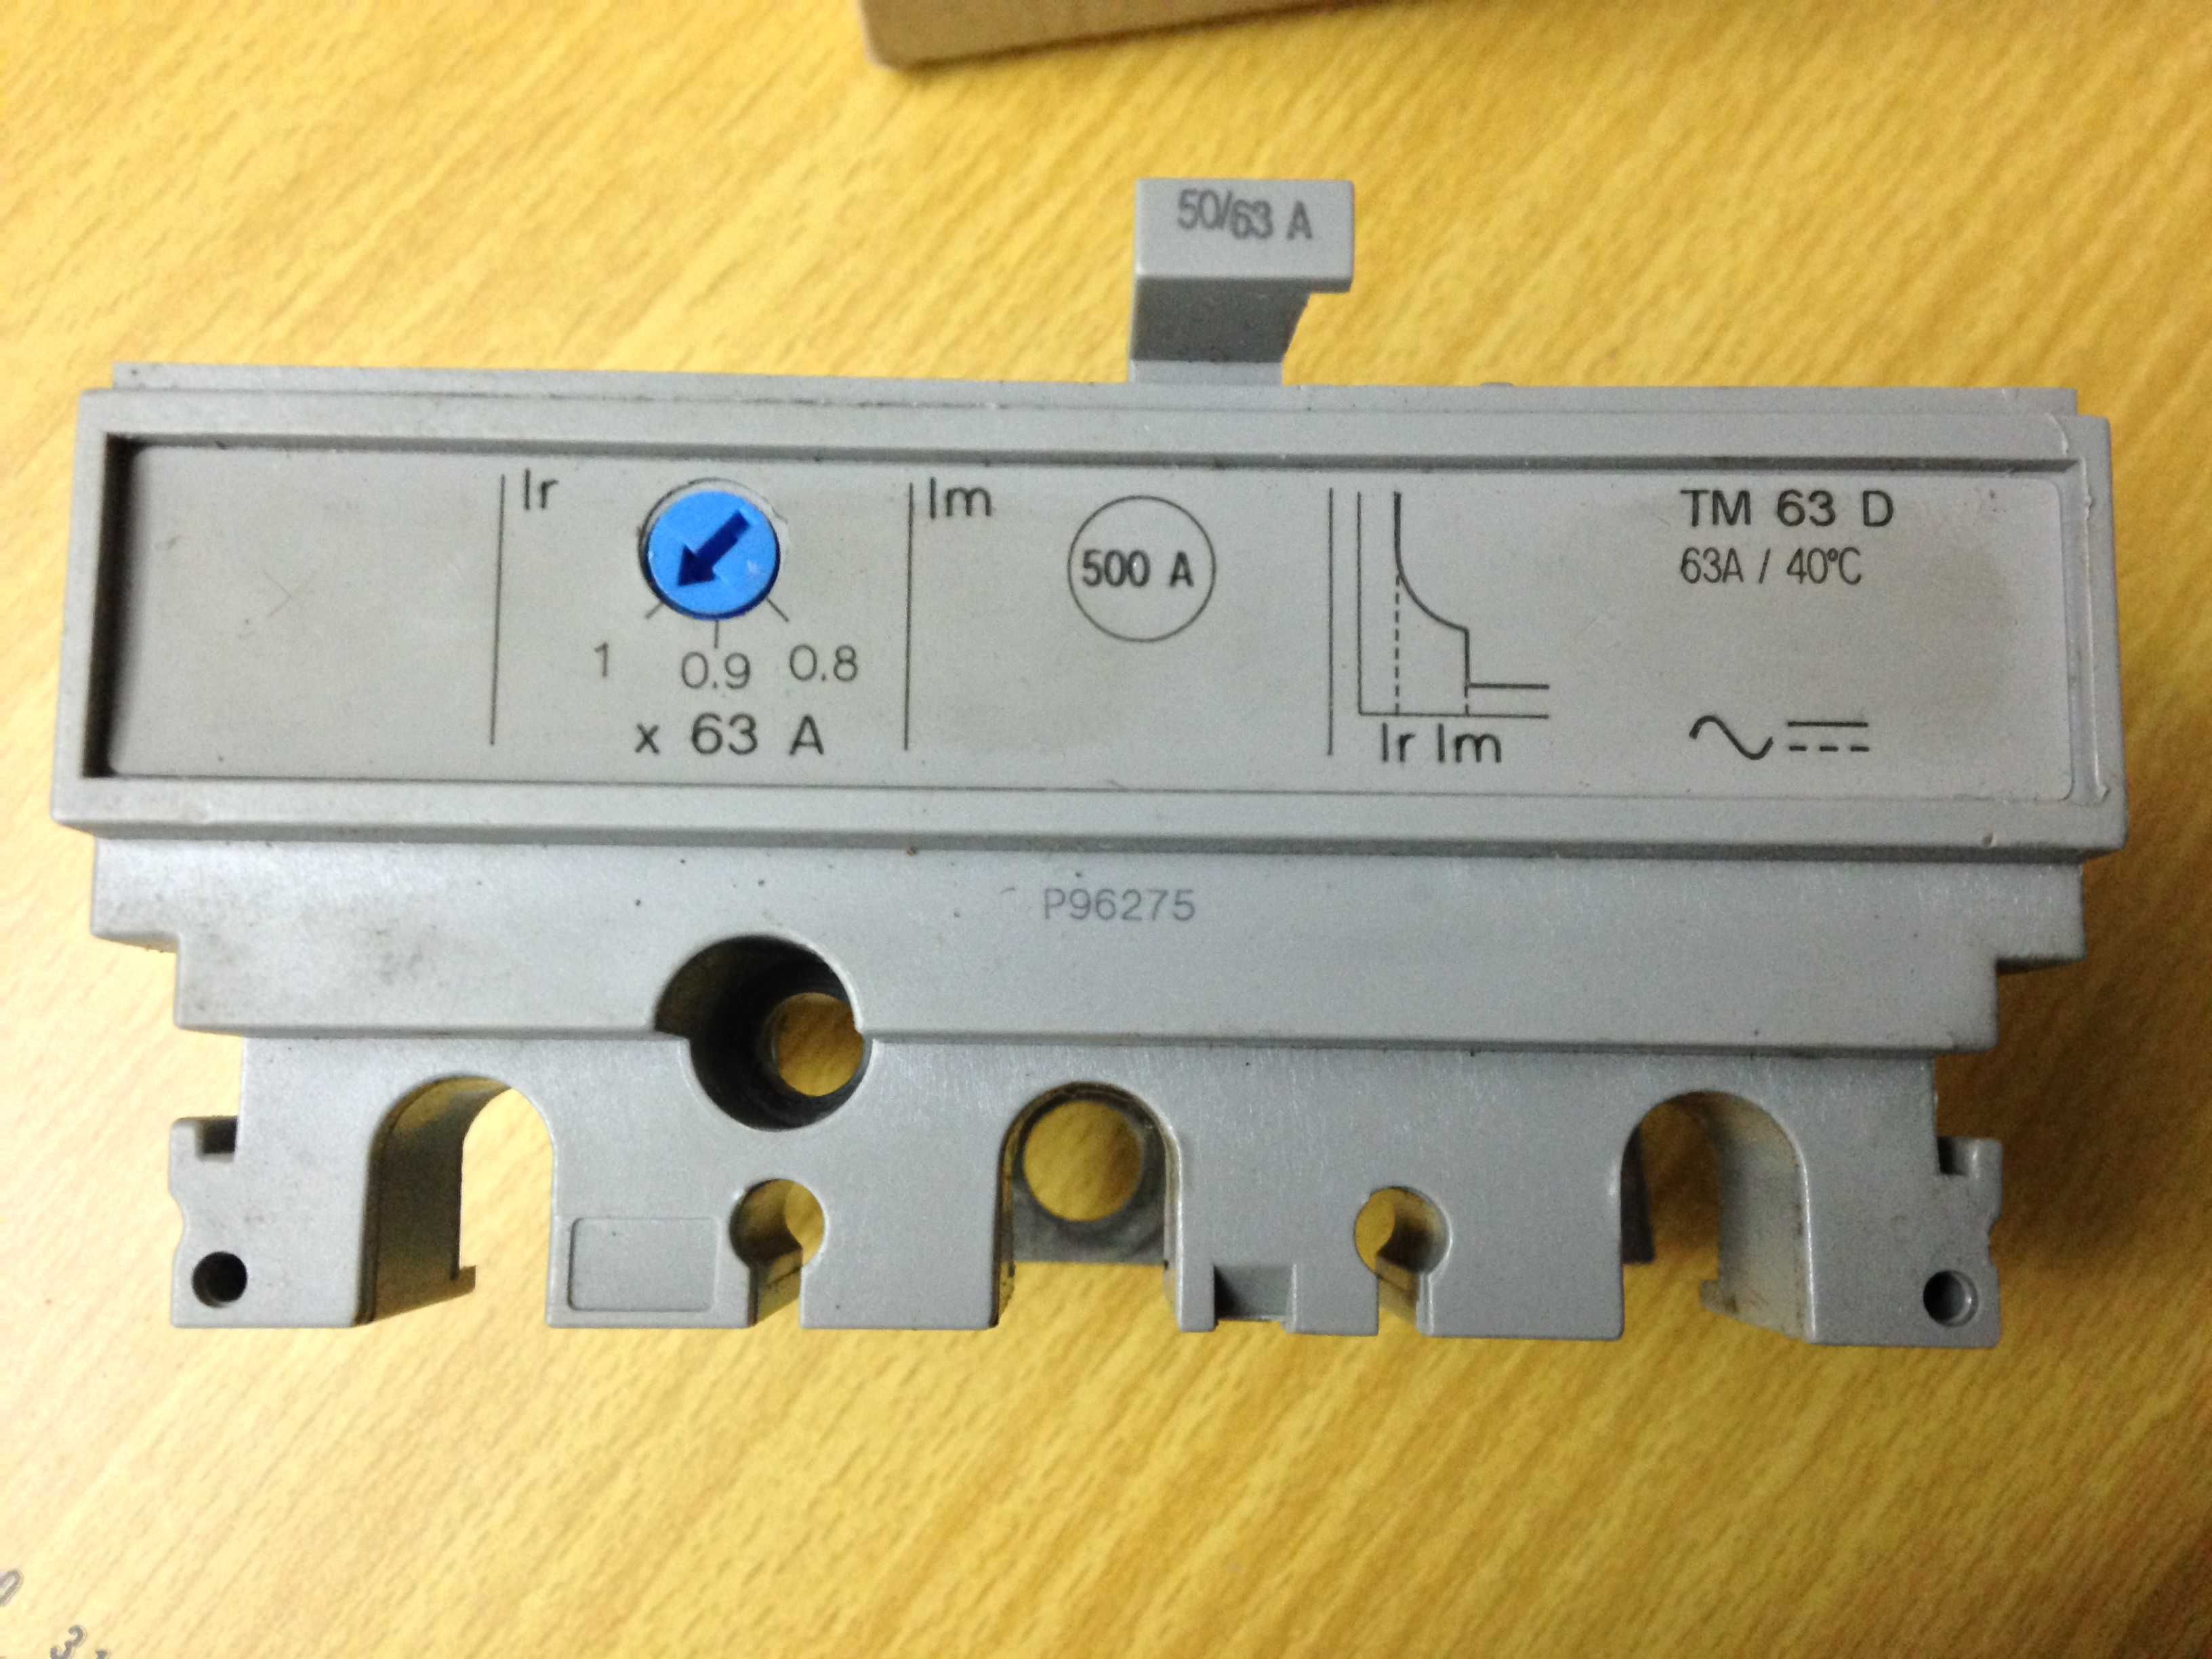 50/63 A
Ir
1 0.9 0.8
x 63 A
Im
500 A
Ir Im
TM 63 D
63A / 40°C
P96275